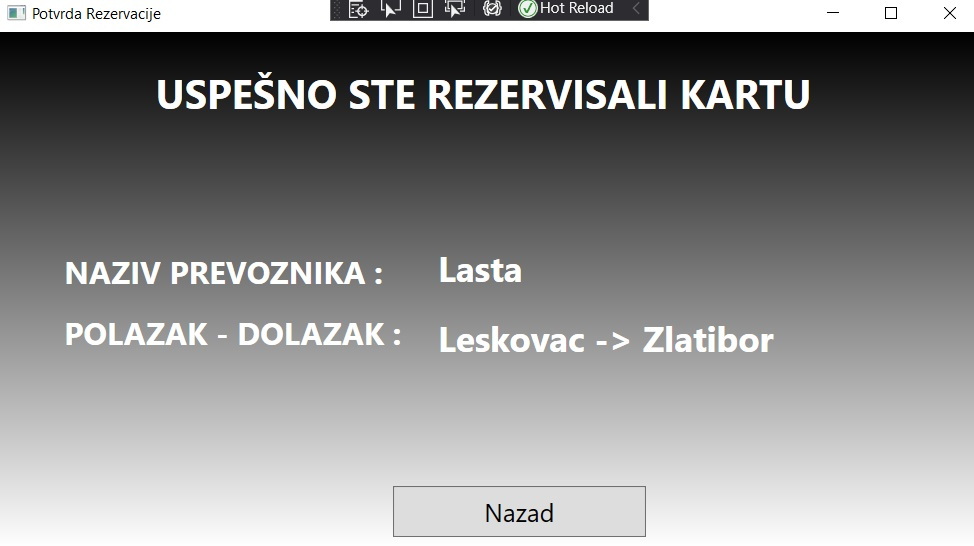 Potvrda Rezervacije
Hot Reload
USPEŠNO STE REZERVISALI KARTU
NAZIV PREVOZNIKA : Lasta
POLAZAK - DOLAZAK : Leskovac -> Zlatibor
Nazad